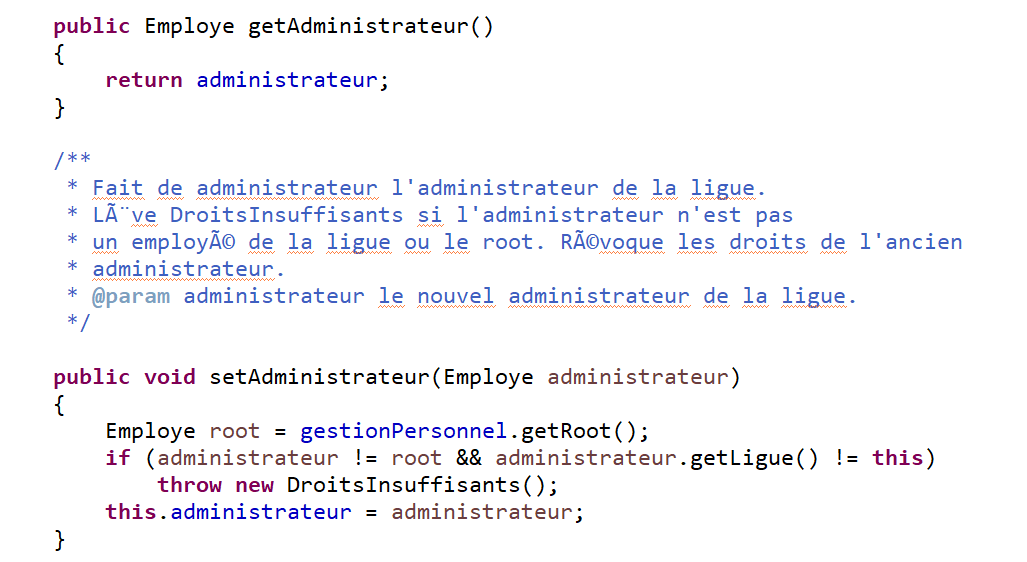 public Employe getAdministrateur()
{
    return administrateur;
}

/**
 * Fait de administrateur l'administrateur de la ligue.
 * LÃ¨ve DroitsInsuffisants si l'administrateur n'est pas
 * un employÃ© de la ligue ou le root. RÃ©voque les droits de l'ancien
 * administrateur.
 * @param administrateur le nouvel administrateur de la ligue.
 */

public void setAdministrateur(Employe administrateur)
{
    Employe root = gestionPersonnel.getRoot();
    if (administrateur != root && administrateur.getLigue() != this)
        throw new DroitsInsuffisants();
    this.administrateur = administrateur;
}